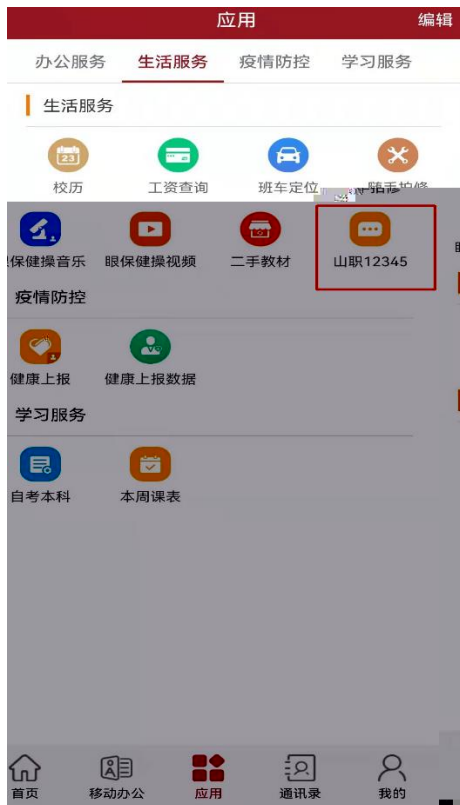 应用 编辑
办公服务 生活服务 疫情防控 学习服务
生活服务
23
校历 工资查询 班车定位
保健操音乐 眼保健操视频 二手教材 山职12345
疫情防控
健康上报 健康上报数据
学习服务
自考本科 本周课表
首页 移动办公 应用 通讯录 我的